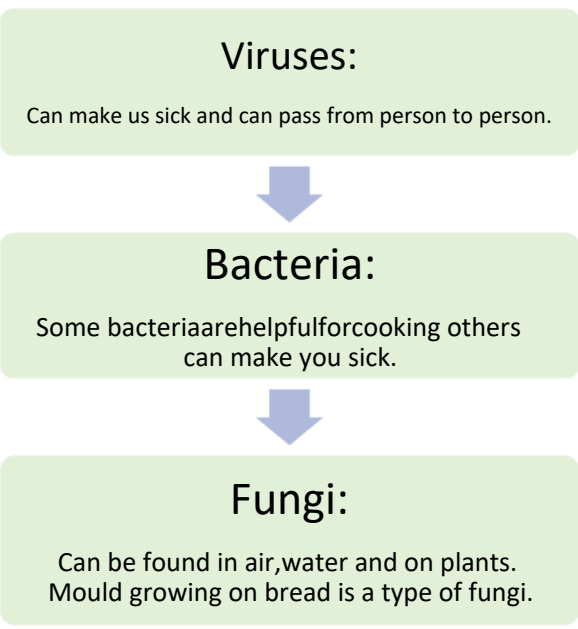 Viruses:
Can make us sick and can pass from person to person.
Bacteria:
Some bacteriaarehelpfulforcooking others
can make you sick.
Fungi:
Can be found in air,water and on plants.
Mould growing on bread is a type of fungi.